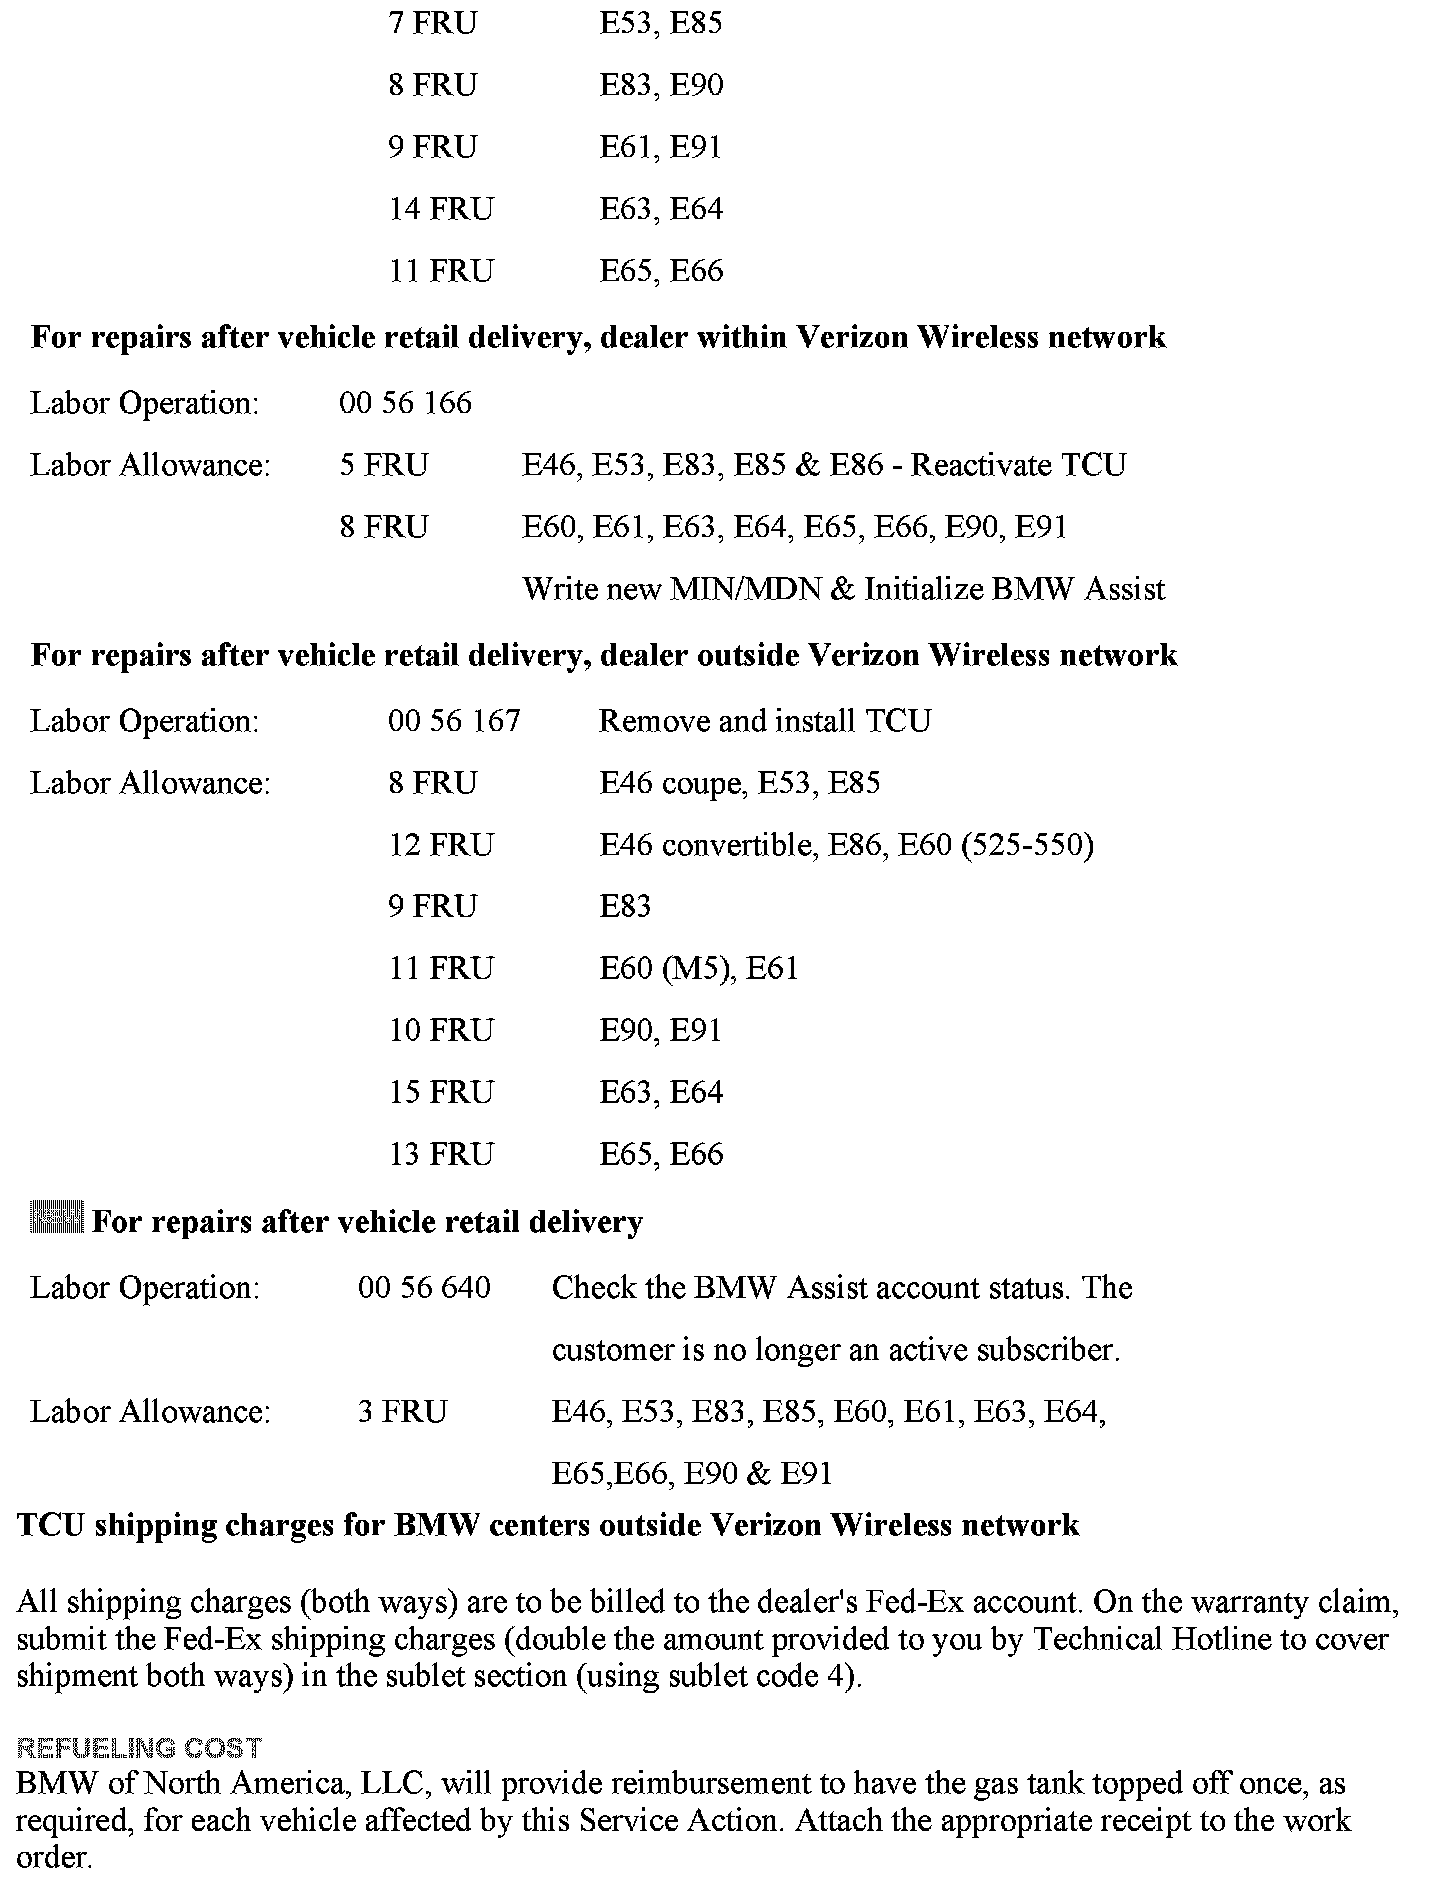 7 FRU E53, E85
8 FRU E83, E90
9 FRU E61, E91
14 FRU E63, E64
11 FRU E65, E66
For repairs after vehicle retail delivery, dealer within Verizon Wireless network
Labor Operation: 00 56 166
Labor Allowance: 5 FRU E46, E53, E83, E85 & E86 - Reactivate TCU
8 FRU E60, E61, E63, E64, E65, E66, E90, E91
Write new MIN/MDN & Initialize BMW Assist
For repairs after vehicle retail delivery, dealer outside Verizon Wireless network
Labor Operation: 00 56 167 Remove and install TCU
Labor Allowance: 8 FRU E46 coupe, E53, E85
12 FRU E46 convertible, E86, E60 (525-550)
9 FRU E83
11 FRU E60 (M5), E61
10 FRU E90, E91
15 FRU E63, E64
13 FRU E65, E66
For repairs after vehicle retail delivery
Labor Operation: 00 56 640 Check the BMW Assist account status. The
customer is no longer an active subscriber.
Labor Allowance: 3 FRU E46, E53, E83, E85, E60, E61, E63, E64,
E65,E66, E90 & E91
TCU shipping charges for BMW centers outside Verizon Wireless network
All shipping charges (both ways) are to be billed to the dealer's Fed-Ex account. On the warranty claim,
submit the Fed-Ex shipping charges (double the amount provided to you by Technical Hotline to cover
shipment both ways) in the sublet section (using sublet code 4).
REFUELING COST
BMW of North America, LLC, will provide reimbursement to have the gas tank topped off once, as
required, for each vehicle affected by this Service Action. Attach the appropriate receipt to the work
order.